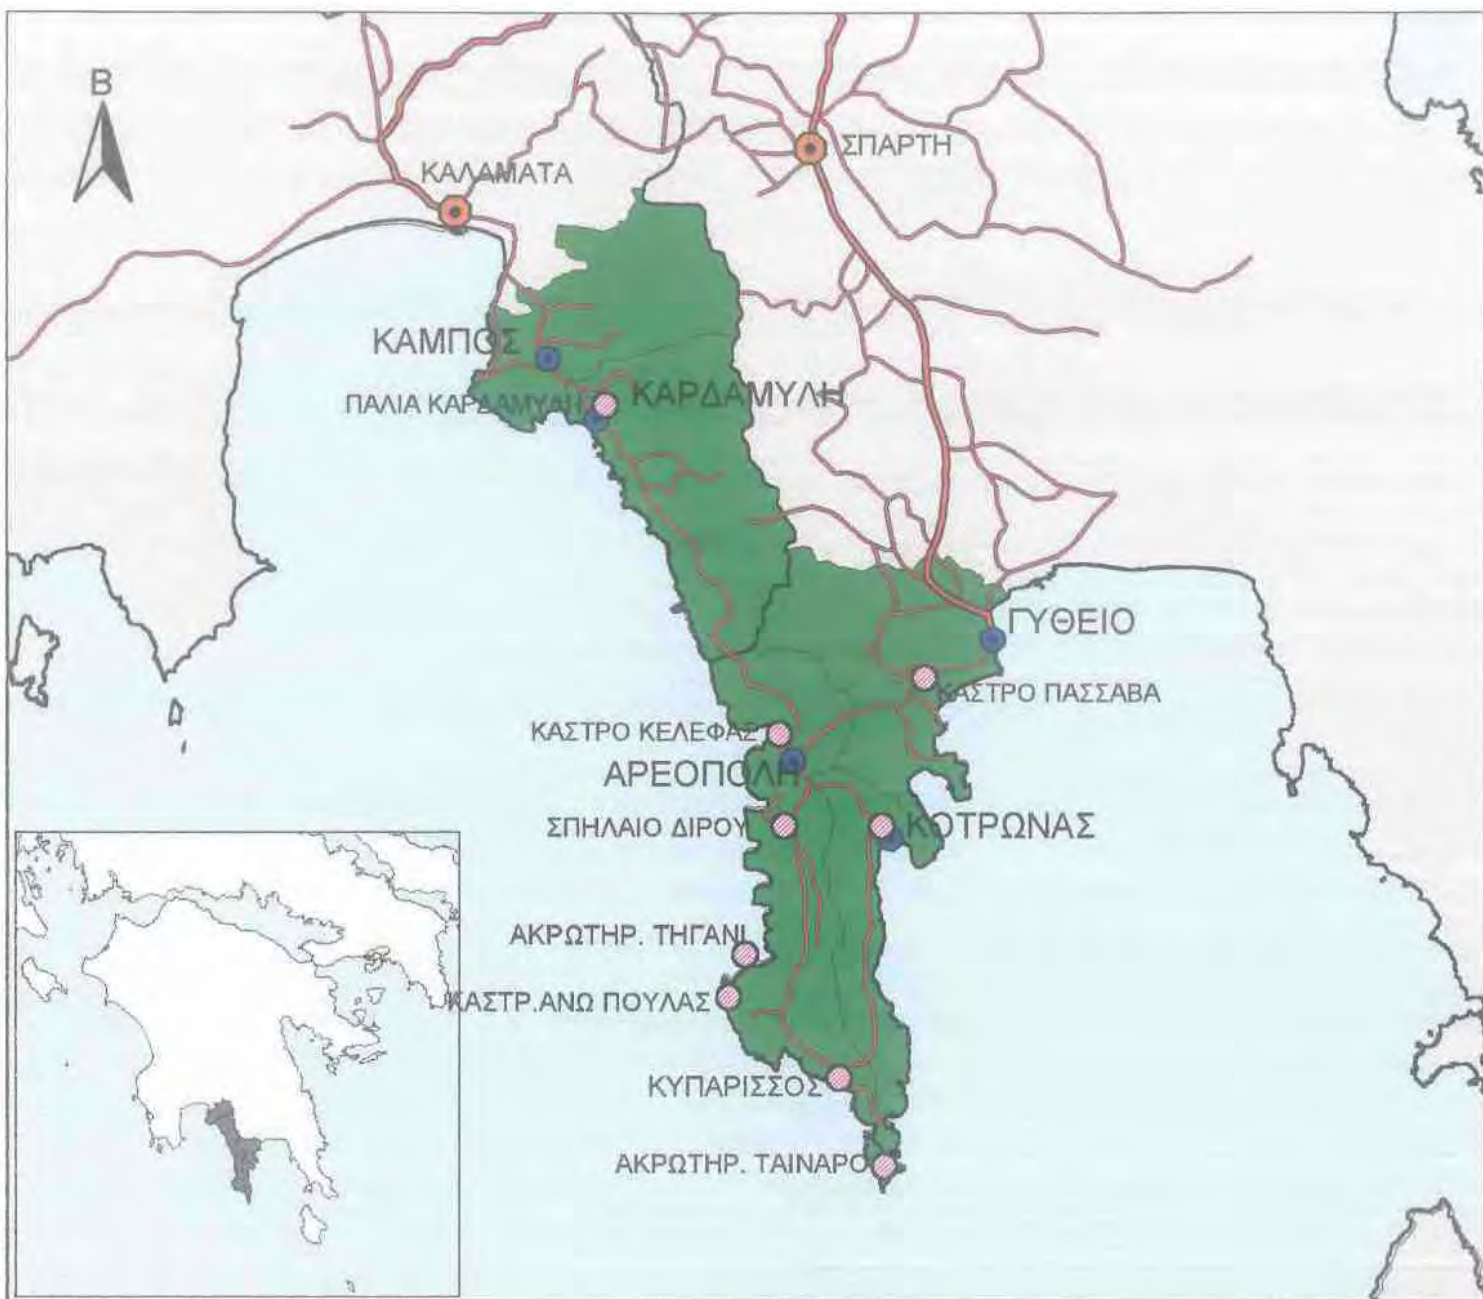 Β
ΣΠΑΡΤΗ
ΚΑΛΑΜΑΤΑ
ΚΑΜΠΟΣ
ΠΑΛΙΑ ΚΑΡΔΑΜΥΛΗ
ΚΑΡΔΑΜΥΛΗ
ΓΥΘΕΙΟ
ΚΑΣΤΡΟ ΠΑΣΣΑΒΑ
ΚΑΣΤΡΟ ΚΕΛΕΦΑΣ
ΑΡΕΟΠΟΛΗ
ΣΠΗΛΑΙΟ ΔΙΡΟΥ
ΚΟΤΡΩΝΑΣ
ΑΚΡΩΤΗΡ. ΤΗΓΑΝΙ
ΚΑΣΤΡ.ΑΝΩ ΠΟΥΛΑΣ
ΚΥΠΑΡΙΣΣΟΣ
ΑΚΡΩΤΗΡ. ΤΑΙΝΑΡΟ